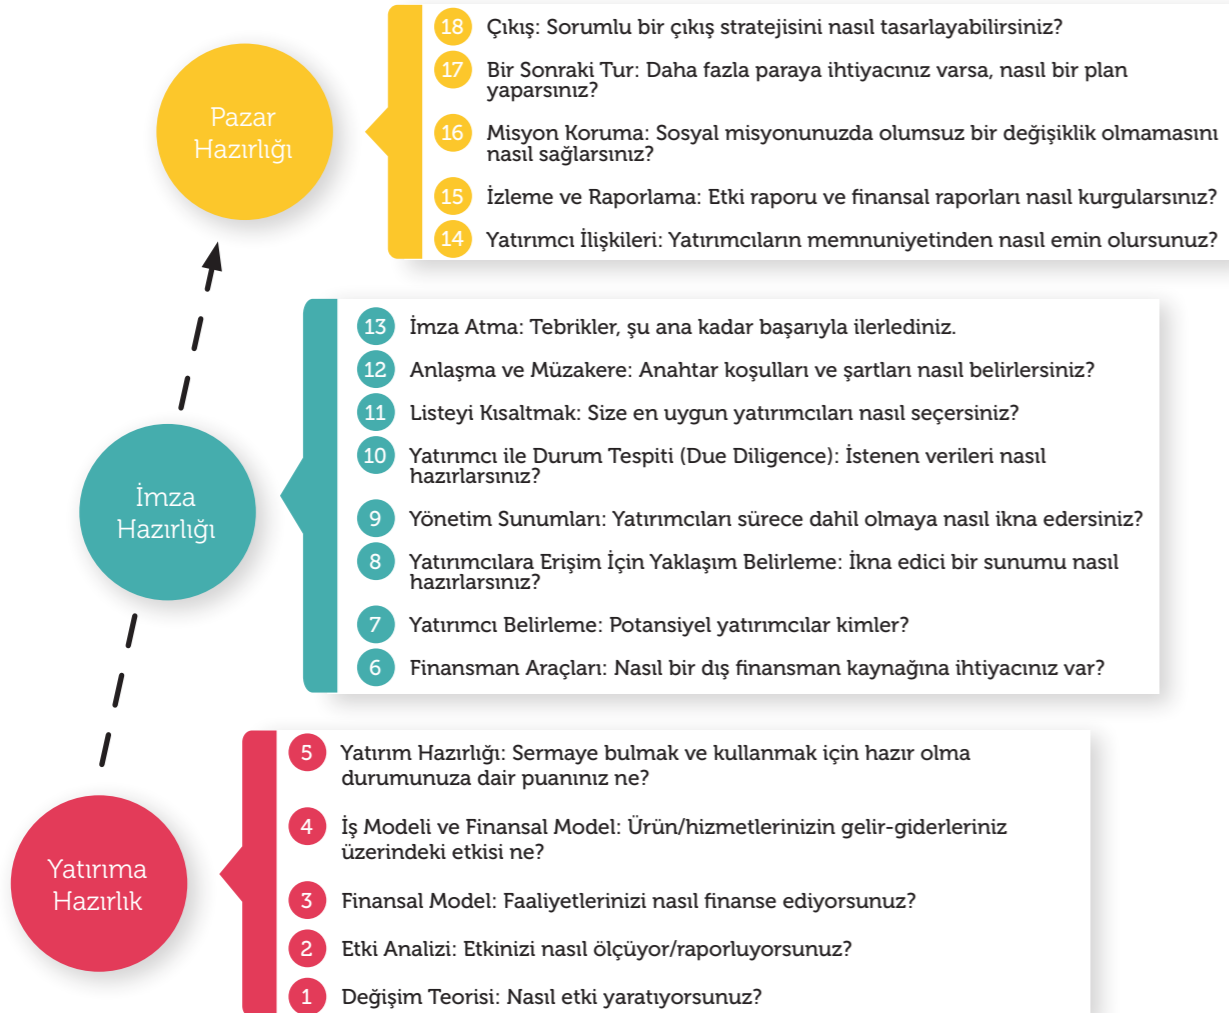 18 Çıkış: Sorumlu bir çıkış stratejisini nasıl tasarlayabilirsiniz?
17 Bir Sonraki Tur: Daha fazla paraya ihtiyacınız varsa, nasıl bir plan
yaparsınız?
16 Misyon Koruma: Sosyal misyonunuzda olumsuz bir değişiklik olmamasını
nasıl sağlarsınız?
15 İzleme ve Raporlama: Etki raporu ve finansal raporları nasıl kurgularsınız?
14 Yatırımcı İlişkileri: Yatırımcıların memnuniyetinden nasıl emin olursunuz?
Pazar
Hazırlığı
13 İmza Atma: Tebrikler, şu ana kadar başarıyla ilerlediniz.
12 Anlaşma ve Müzakere: Anahtar koşulları ve şartları nasıl belirlersiniz?
11 Listeyi Kısaltmak: Size en uygun yatırımcıları nasıl seçersiniz?
10 Yatırımcı ile Durum Tespiti (Due Diligence): İstenen verileri nasıl
hazırlarsınız?
9 Yönetim Sunumları: Yatırımcıları sürece dahil olmaya nasıl ikna edersiniz?
8 Yatırımcılara Erişim İçin Yaklaşım Belirleme: İkna edici bir sunumu nasıl
hazırlarsınız?
7 Yatırımcı Belirleme: Potansiyel yatırımcılar kimler?
6 Finansman Araçları: Nasıl bir dış finansman kaynağına ihtiyacınız var?
İmza
Hazırlığı
5 Yatırım Hazırlığı: Sermaye bulmak ve kullanmak için hazır olma
durumunuza dair puanınız ne?
4 İş Modeli ve Finansal Model: Ürün/hizmetlerinizin gelir-giderleriniz
üzerindeki etkisi ne?
3 Finansal Model: Faaliyetlerinizi nasıl finanse ediyorsunuz?
2 Etki Analizi: Etkinizi nasıl ölçüyor/raporluyorsunuz?
1 Değişim Teorisi: Nasıl etki yaratıyorsunuz?
Yatırıma
Hazırlık